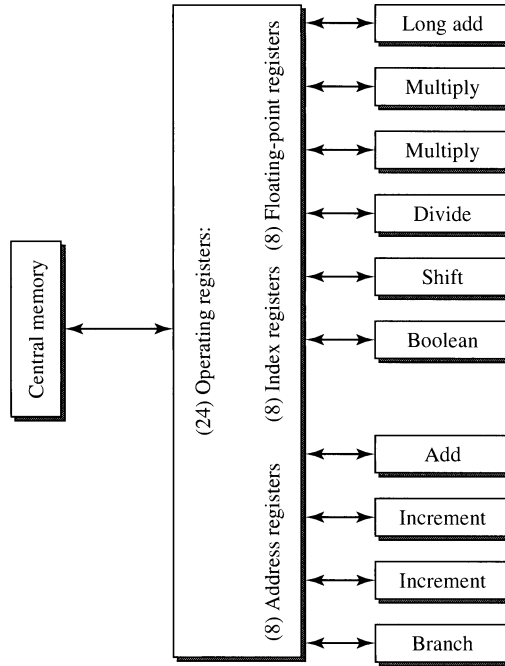 Central memory
(24) Operating registers:
(8) Address registers
(8) Index registers
(8) Floating-point registers
Long add
Multiply
Multiply
Divide
Shift
Boolean
Add
Increment
Increment
Branch